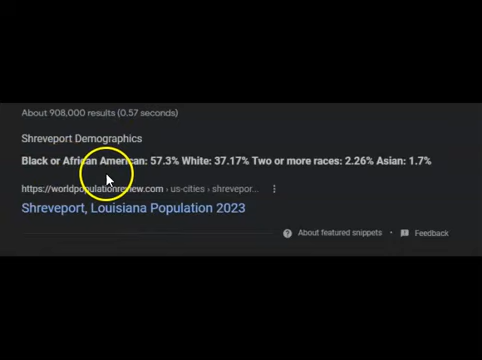 About 908,000 results (0.57 seconds)
Shreveport Demographics
Black or African American: 57.3% White: 37.17% Two or more races: 2.26% Asian: 1.7%
https://worldpopulationreview.com › us-cities › shrevepor...
Shreveport, Louisiana Population 2023
About featured snippets • Feedback